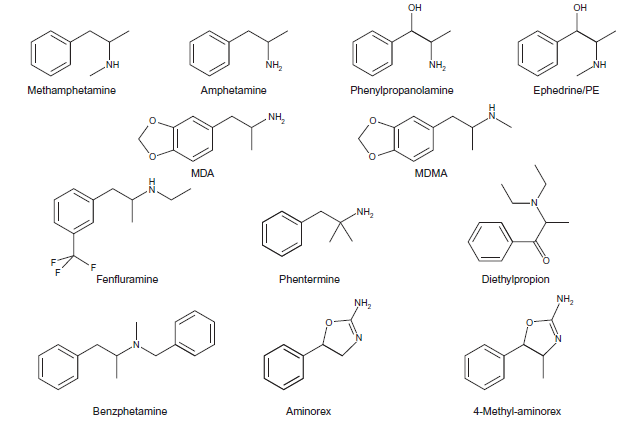 OH
OH
NH
NH₂
NH₂
NH
Methamphetamine
Amphetamine
Phenylpropanolamine
Ephedrine/PE
O
O
NH₂
MDA
O
O
H
N
MDMA
H
N
F
F
F
Fenfluramine
NH₂
Phentermine
N
O
Diethylpropion
N
Benzphetamine
NH₂
O
N
Aminorex
NH₂
O
N
4-Methyl-aminorex